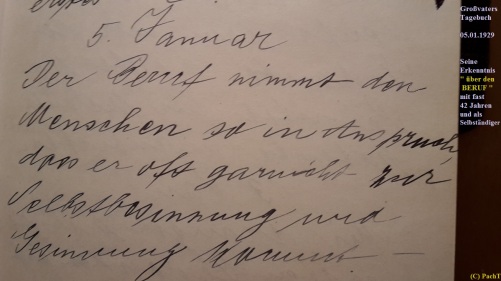 5. Januar
Der Beruf nimmt den
Menschen so in Anspruch,
dass er oft garnicht zur
Selbstbesinnung und
Gesinnung kommt —
Großvaters
Tagebuch
05.01.1929
Seine
Erkenntnis
" über den
BERUF "
mit fast
42 Jahren
und als
Selbständiger
(C) PachT